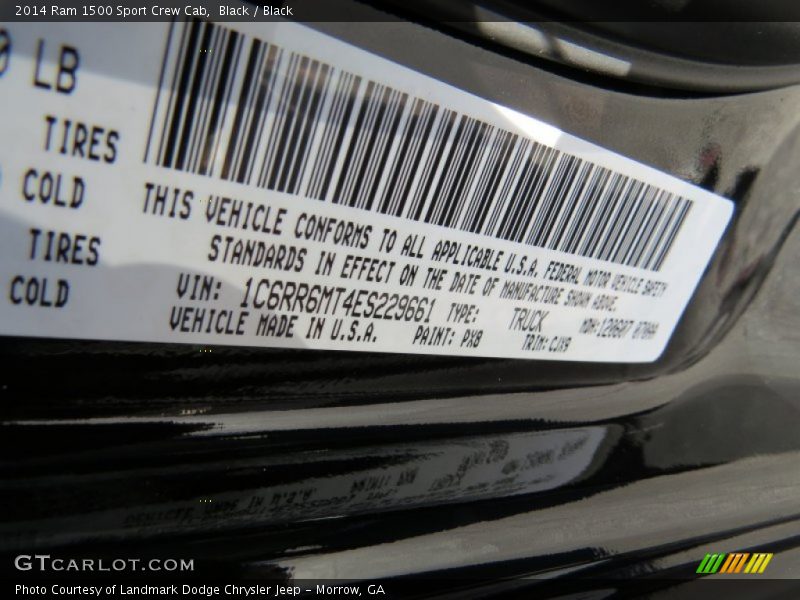 2014 Ram 1500 Sport Crew Cab,  Black / Black
LB
TIRES
COLD
TIRES
COLD
THIS VEHICLE CONFORMS TO ALL APPLICABLE U.S.A. FEDERAL MOTOR VEHICLE SAFETY
STANDARDS IN EFFECT ON THE DATE OF MANUFACTURE SHOWN ABOVE.
VIN: 1C6RR6MT4ES229661 TYPE: TRUCK
VEHICLE MADE IN U.S.A. PAINT: PX8 TRIM: CJX9
GTCARLOT.COM
Photo Courtesy of Landmark Dodge Chrysler Jeep – Morrow, GA